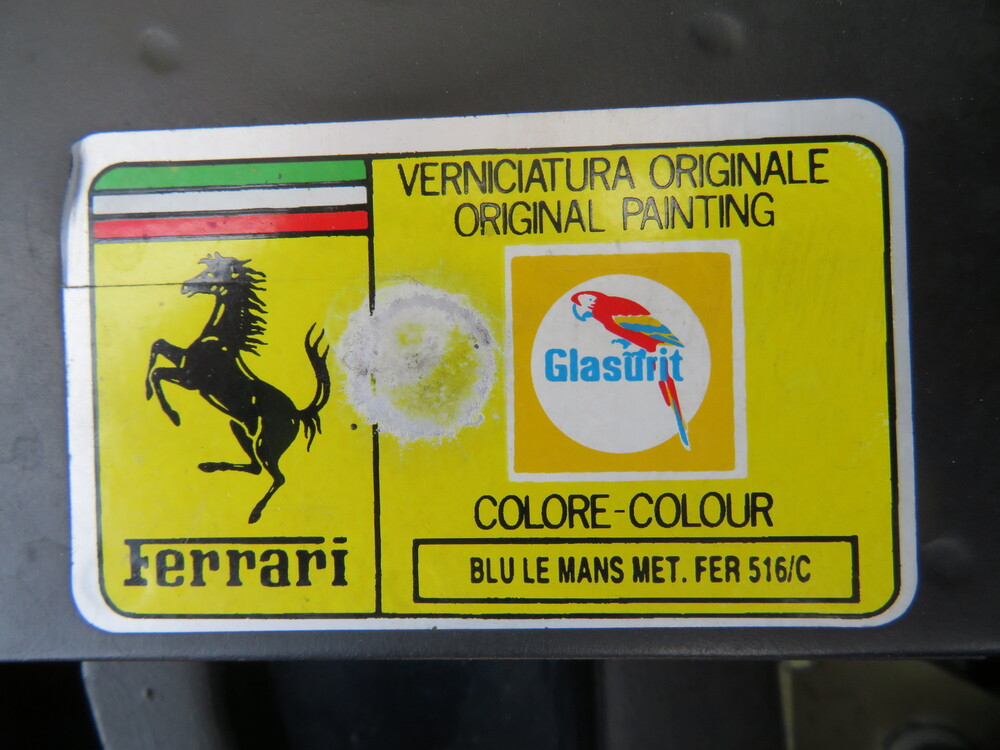 VERNICIATURA ORIGINALE
ORIGINAL PAINTING
Glasurit
COLORE-COLOUR
BLU LE MANS MET. FER 516/C
Ferrari